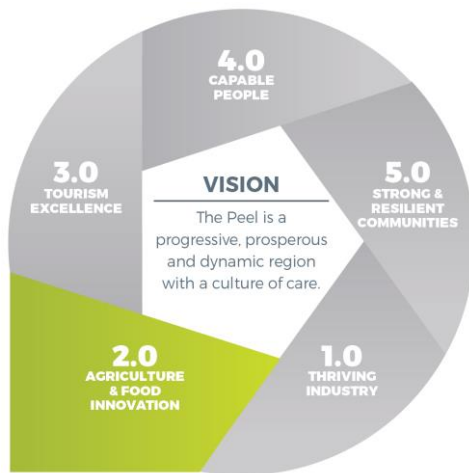 4.0
CAPABLE
PEOPLE
3.0
TOURISM
EXCELLENCE
5.0
STRONG &
RESILIENT
COMMUNITIES
VISION
The Peel is a
progressive, prosperous
and dynamic region
with a culture of care.
2.0
AGRICULTURE
& FOOD
INNOVATION
1.0
THRIVING
INDUSTRY